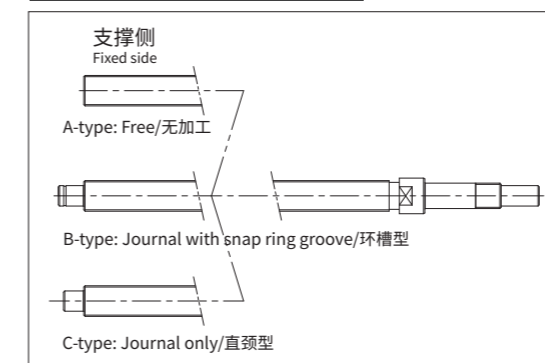 支撑侧
Fixed side
A-type: Free/无加工
B-type: Journal with snap ring groove/环槽型
C-type: Journal only/直颈型